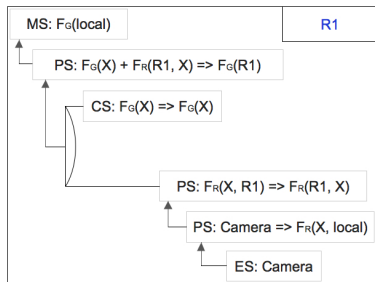 MS: FG(local)
R1
PS: FG(X) + FR(R1, X) => FG(R1)
CS: FG(X) => FG(X)
PS: FR(X, R1) => FR(R1, X)
PS: Camera => FR(X, local)
ES: Camera